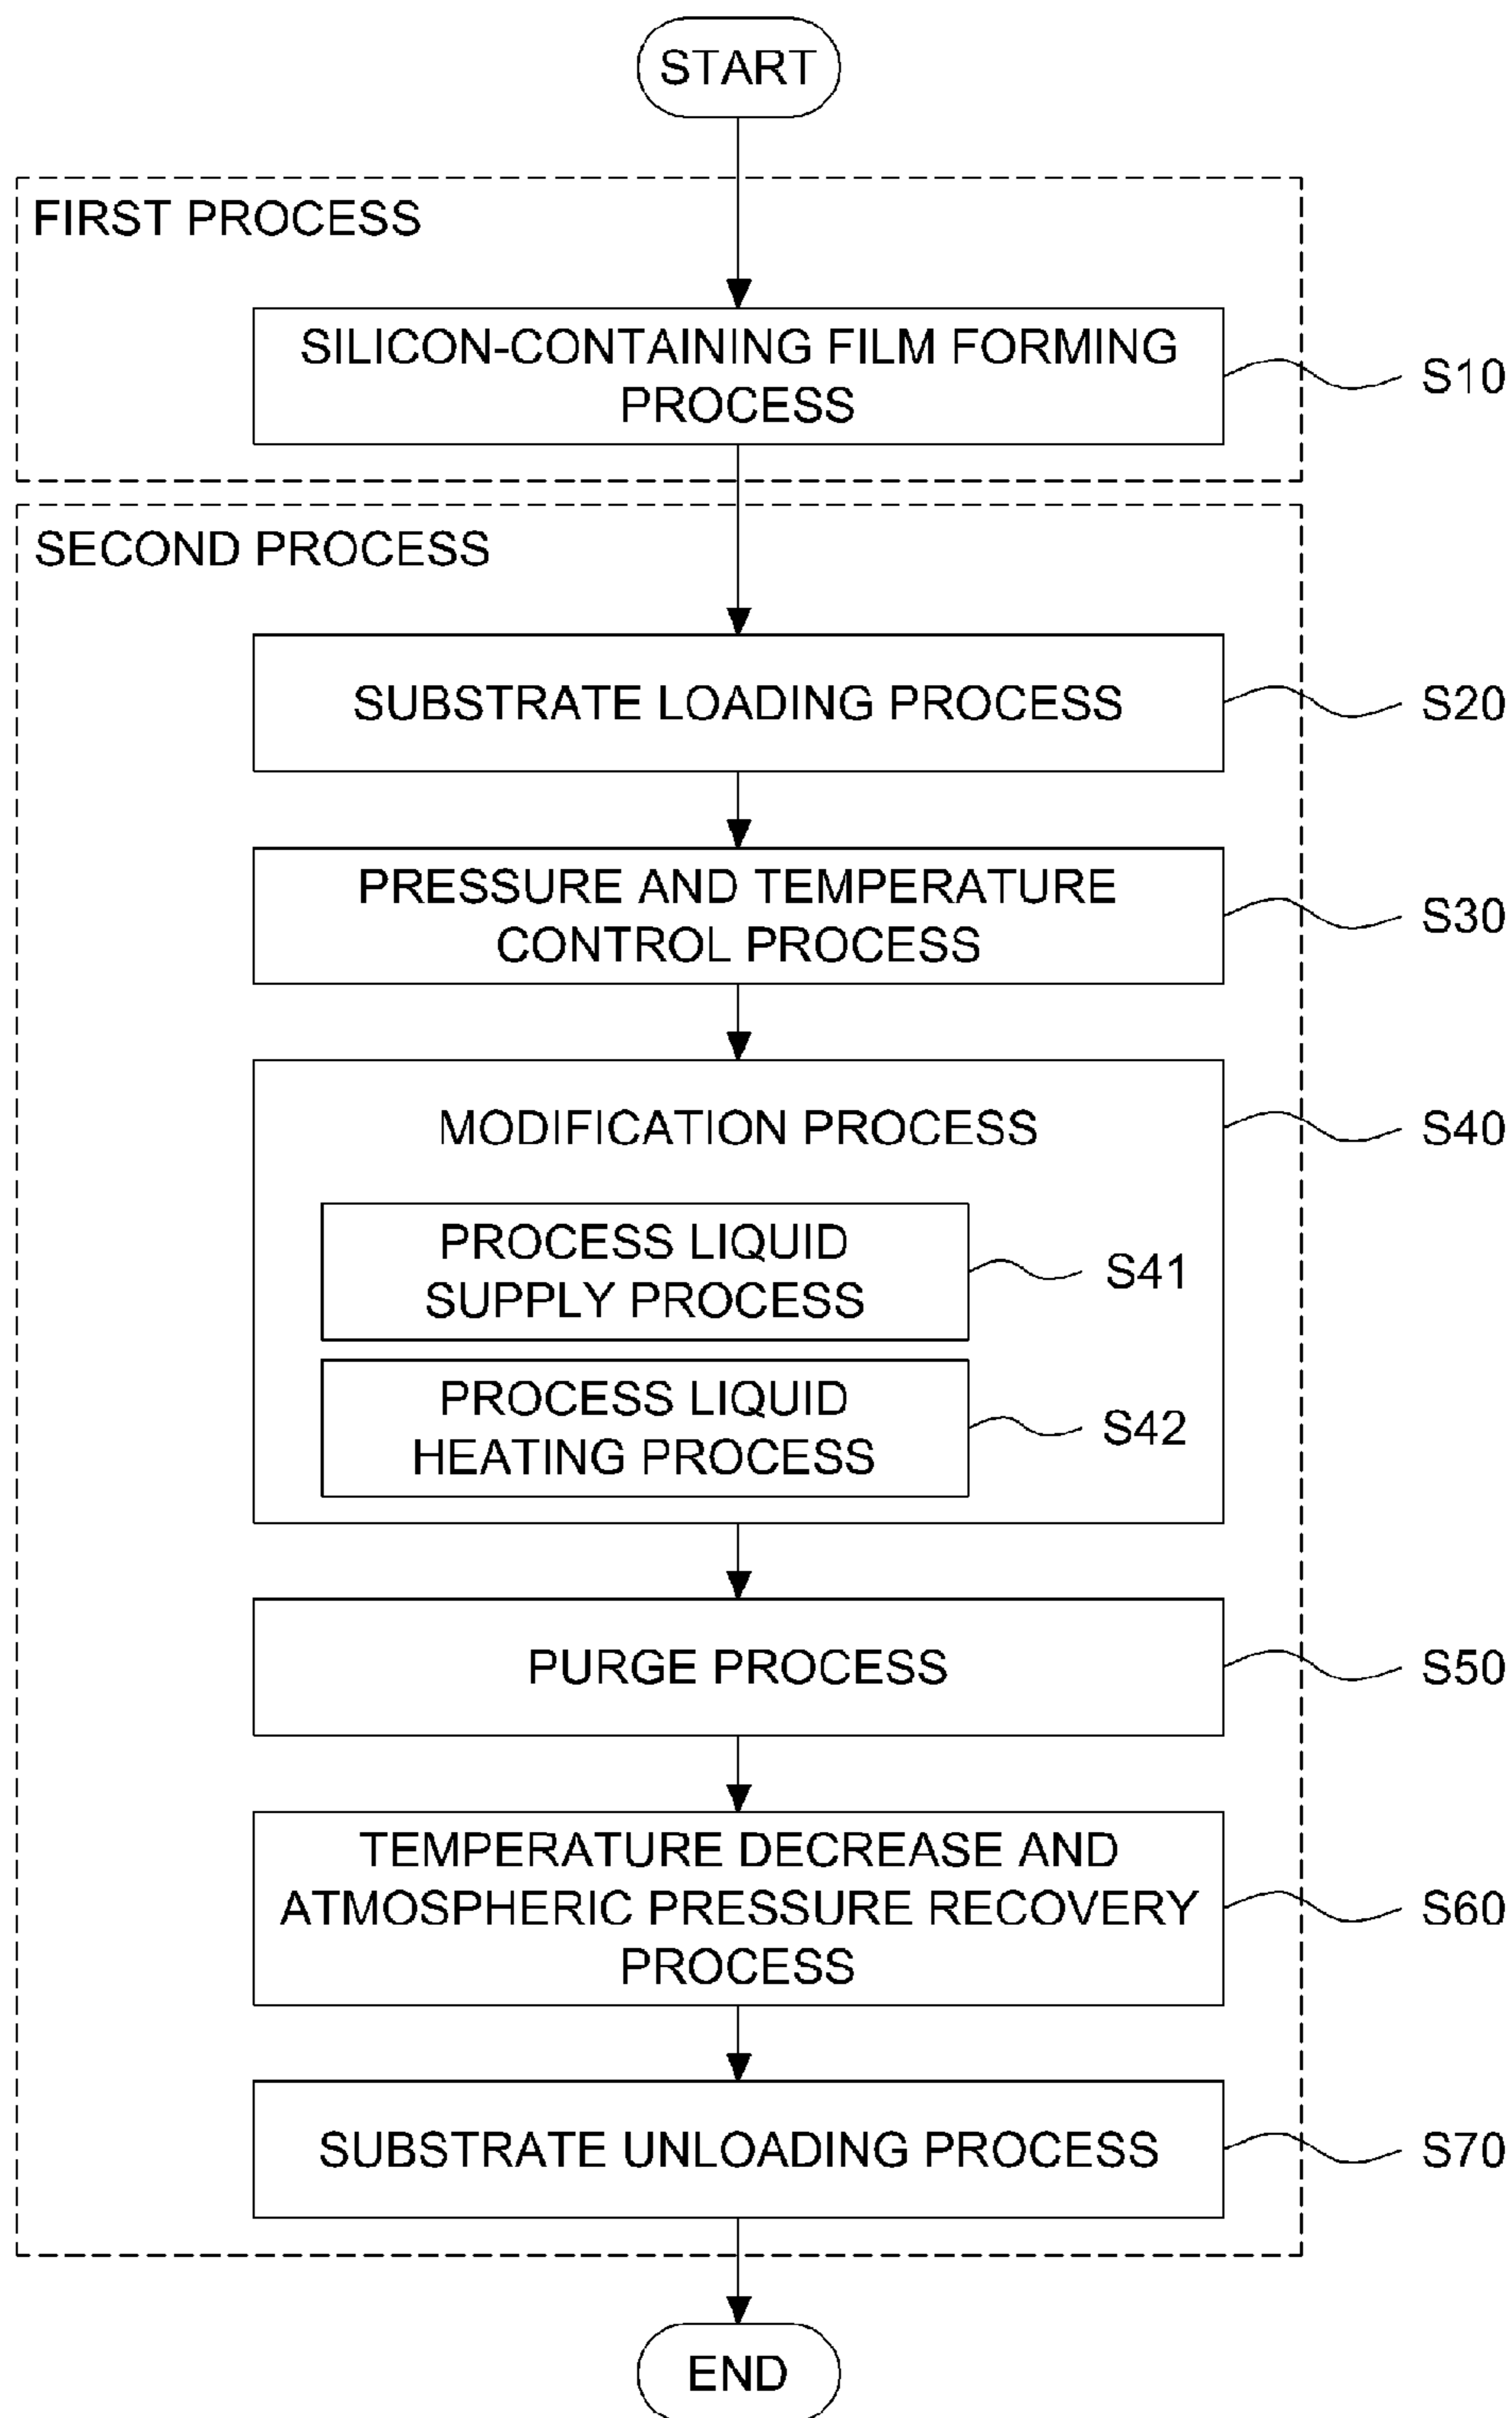 START
FIRST PROCESS
SILICON-CONTAINING FILM FORMING
PROCESS
S10
SECOND PROCESS
SUBSTRATE LOADING PROCESS
S20
PRESSURE AND TEMPERATURE
CONTROL PROCESS
S30
MODIFICATION PROCESS
S40
PROCESS LIQUID
SUPPLY PROCESS
S41
PROCESS LIQUID
HEATING PROCESS
S42
PURGE PROCESS
S50
TEMPERATURE DECREASE AND
ATMOSPHERIC PRESSURE RECOVERY
PROCESS
S60
SUBSTRATE UNLOADING PROCESS
S70
END